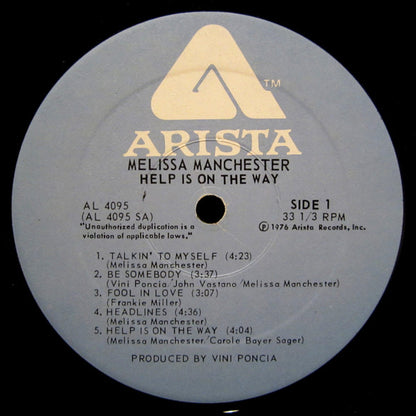 TM
ARISTA
MELISSA MANCHESTER
HELP IS ON THE WAY
AL 4095
(AL 4095 SA)
"Unauthorized duplication is a
violation of applicable laws."
SIDE 1
33 1/3 RPM
℗ 1976 Arista Records, Inc.
1. TALKIN' TO MYSELF (4:23)
(Melissa Manchester)
2. BE SOMEBODY (3:37)
(Vini Poncia/John Vastano/Melissa Manchester)
3. FOOL IN LOVE (3:07)
(Frankie Miller)
4. HEADLINES (4:36)
(Melissa Manchester)
5. HELP IS ON THE WAY (4:04)
(Melissa Manchester/Carole Bayer Sager)
PRODUCED BY VINI PONCIA